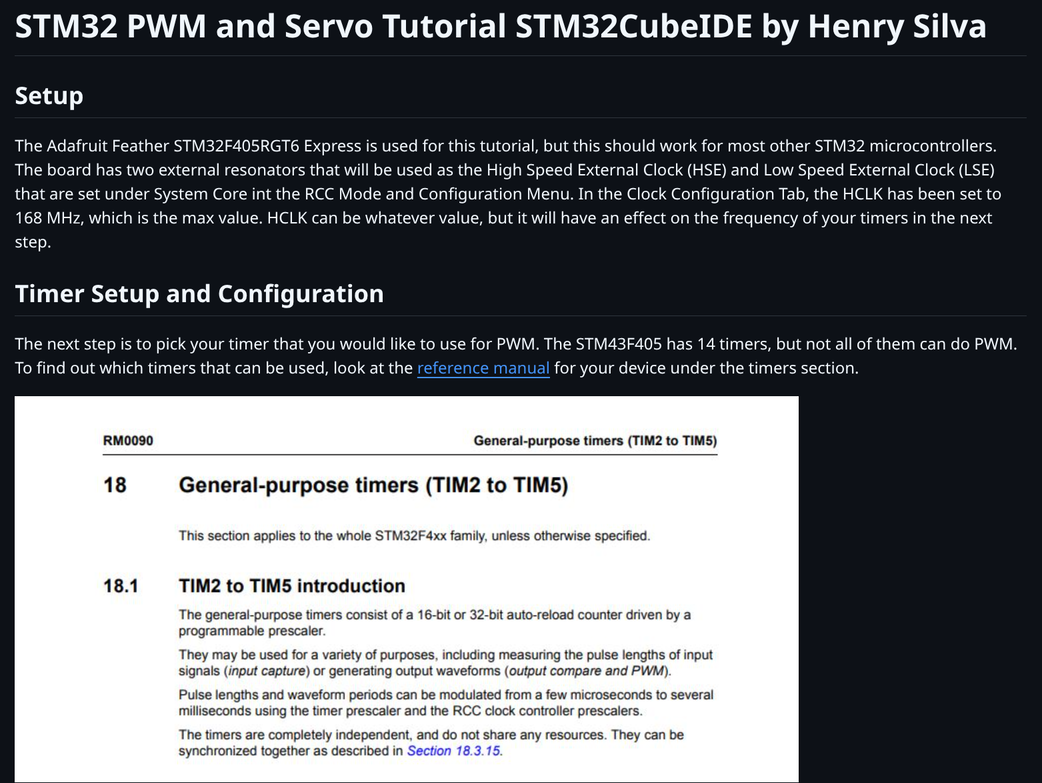 STM32 PWM and Servo Tutorial STM32CubeIDE by Henry Silva
Setup
The Adafruit Feather STM32F405RGT6 Express is used for this tutorial, but this should work for most other STM32 microcontrollers.
The board has two external resonators that will be used as the High Speed External Clock (HSE) and Low Speed External Clock (LSE)
that are set under System Core int the RCC Mode and Configuration Menu. In the Clock Configuration Tab, the HCLK has been set to
168 MHz, which is the max value. HCLK can be whatever value, but it will have an effect on the frequency of your timers in the next
step.
Timer Setup and Configuration
The next step is to pick your timer that you would like to use for PWM. The STM43F405 has 14 timers, but not all of them can do PWM.
To find out which timers that can be used, look at the reference manual for your device under the timers section.
RM0090 General-purpose timers (TIM2 to TIM5)
18 General-purpose timers (TIM2 to TIM5)
This section applies to the whole STM32F4xx family, unless otherwise specified.
18.1 TIM2 to TIM5 introduction
The general-purpose timers consist of a 16-bit or 32-bit auto-reload counter driven by a
programmable prescaler.
They may be used for a variety of purposes, including measuring the pulse lengths of input
signals (input capture) or generating output waveforms (output compare and PWM).
Pulse lengths and waveform periods can be modulated from a few microseconds to several
milliseconds using the timer prescaler and the RCC clock controller prescalers.
The timers are completely independent, and do not share any resources. They can be
synchronized together as described in Section 18.3.15.